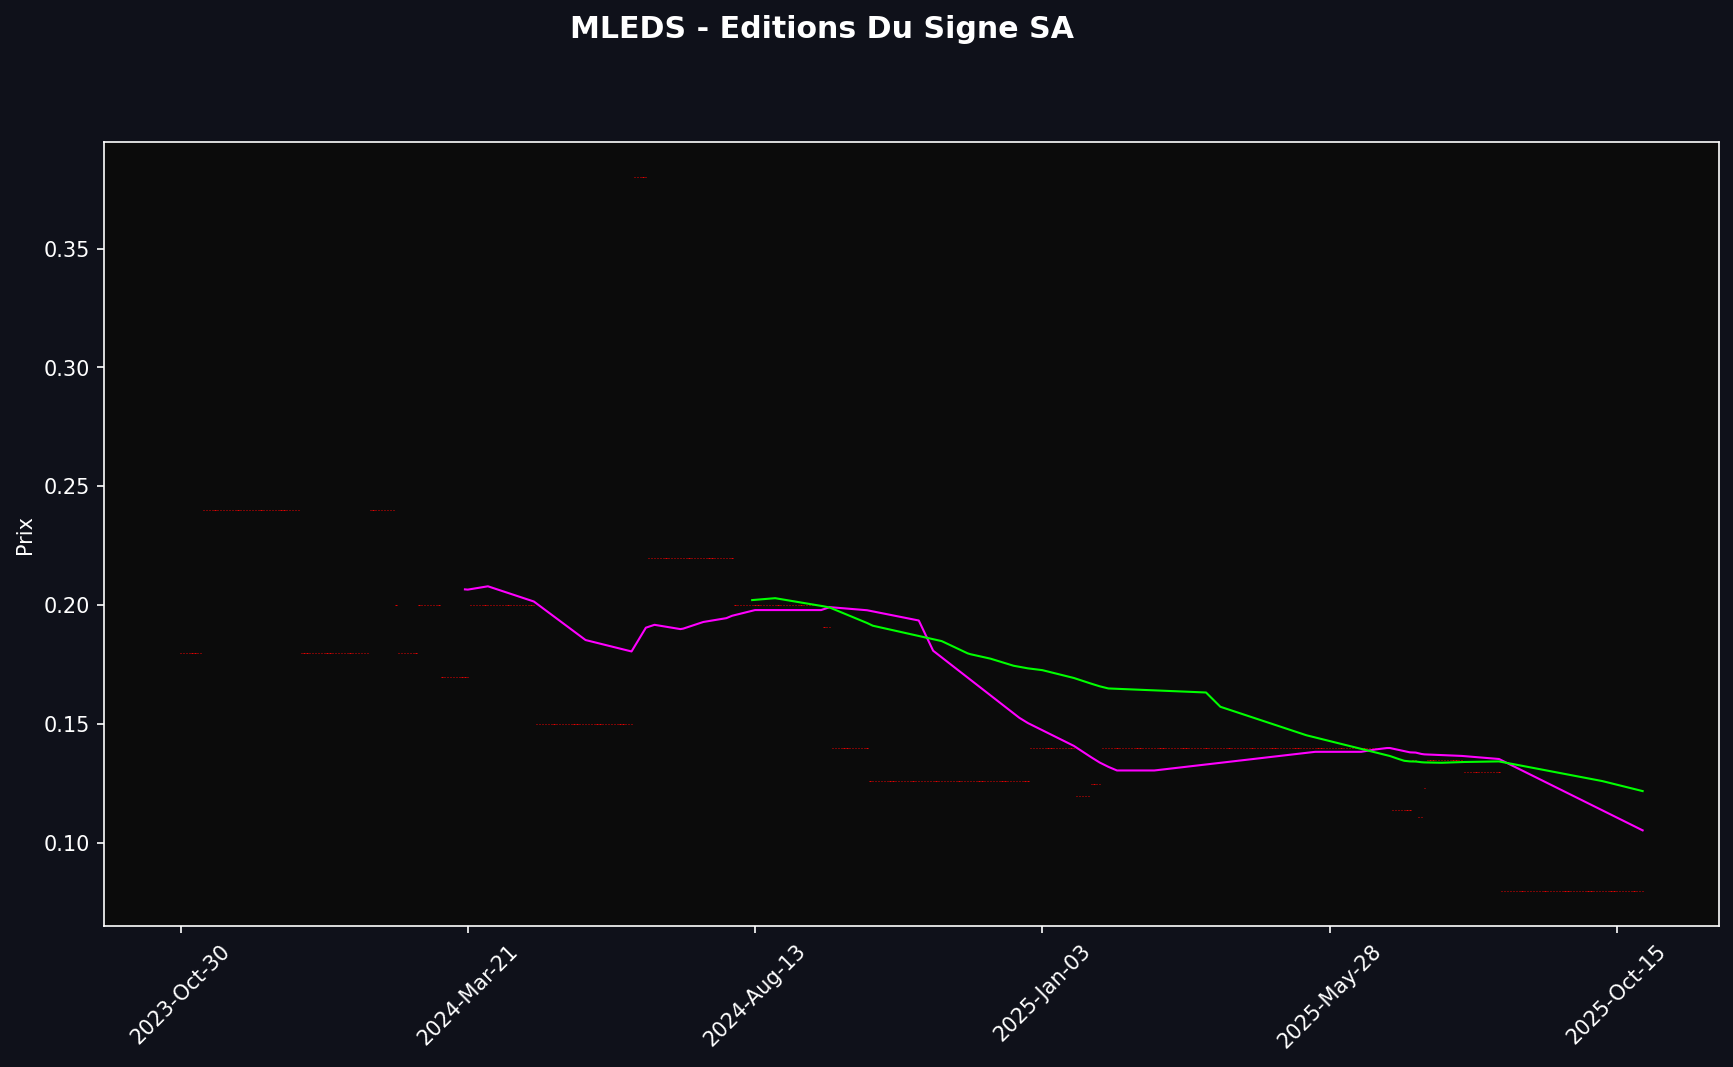 MLEDS - Editions Du Signe SA
Prix
0.35
0.30
0.25
0.20
0.15
0.10
2023-Oct-30
2024-Mar-21
2024-Aug-13
2025-Jan-03
2025-May-28
2025-Oct-15